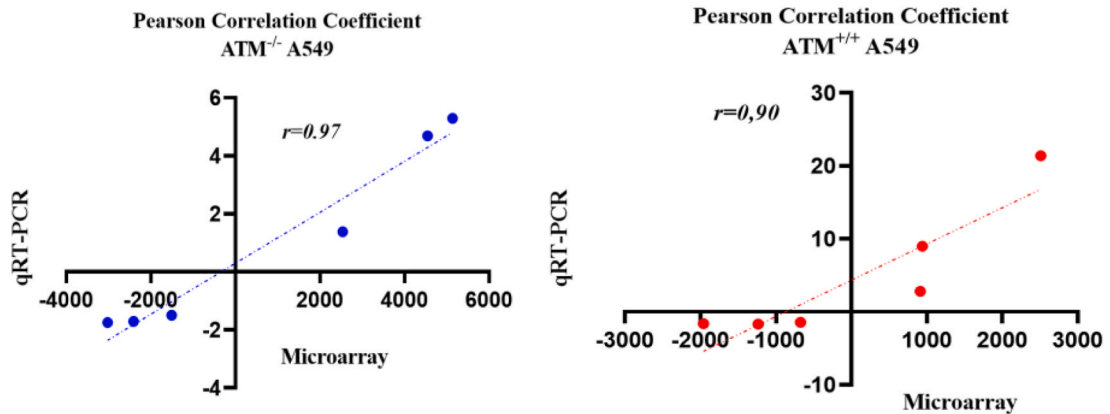 Pearson Correlation Coefficient
ATM-/- A549
r=0.97
qRT-PCR
6
4
2
-2
-4
-4000
-2000
2000
4000
6000
Microarray
Pearson Correlation Coefficient
ATM+/+ A549
r=0,90
qRT-PCR
30
20
10
-10
-3000
-2000
-1000
1000
2000
3000
Microarray